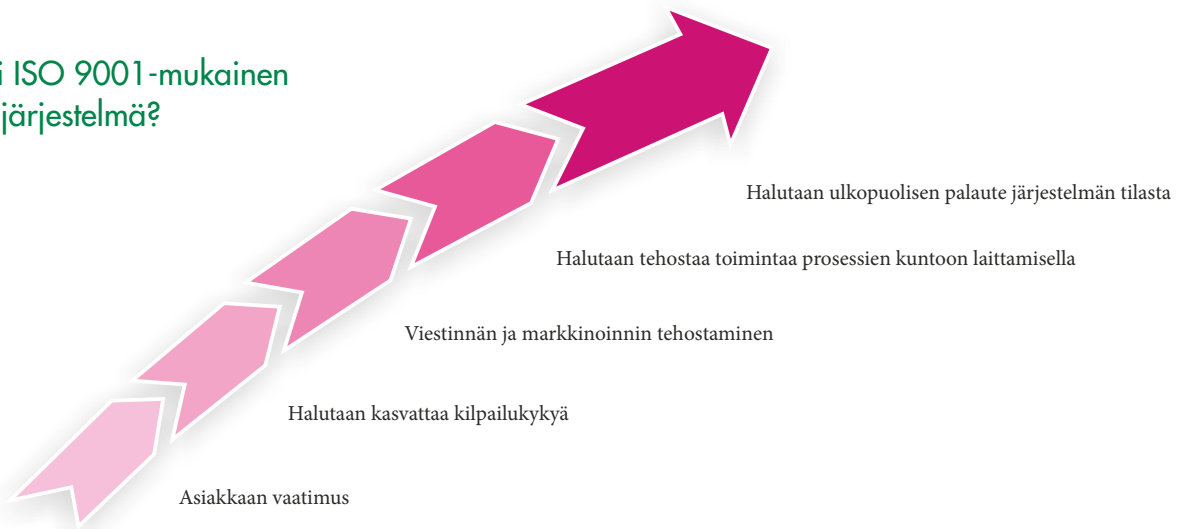 i ISO 9001-mukainen
järjestelmä?
Halutaan ulkopuolisen palaute järjestelmän tilasta
Halutaan tehostaa toimintaa prosessien kuntoon laittamisella
Viestinnän ja markkinoinnin tehostaminen
Halutaan kasvattaa kilpailukykyä
Asiakkaan vaatimus